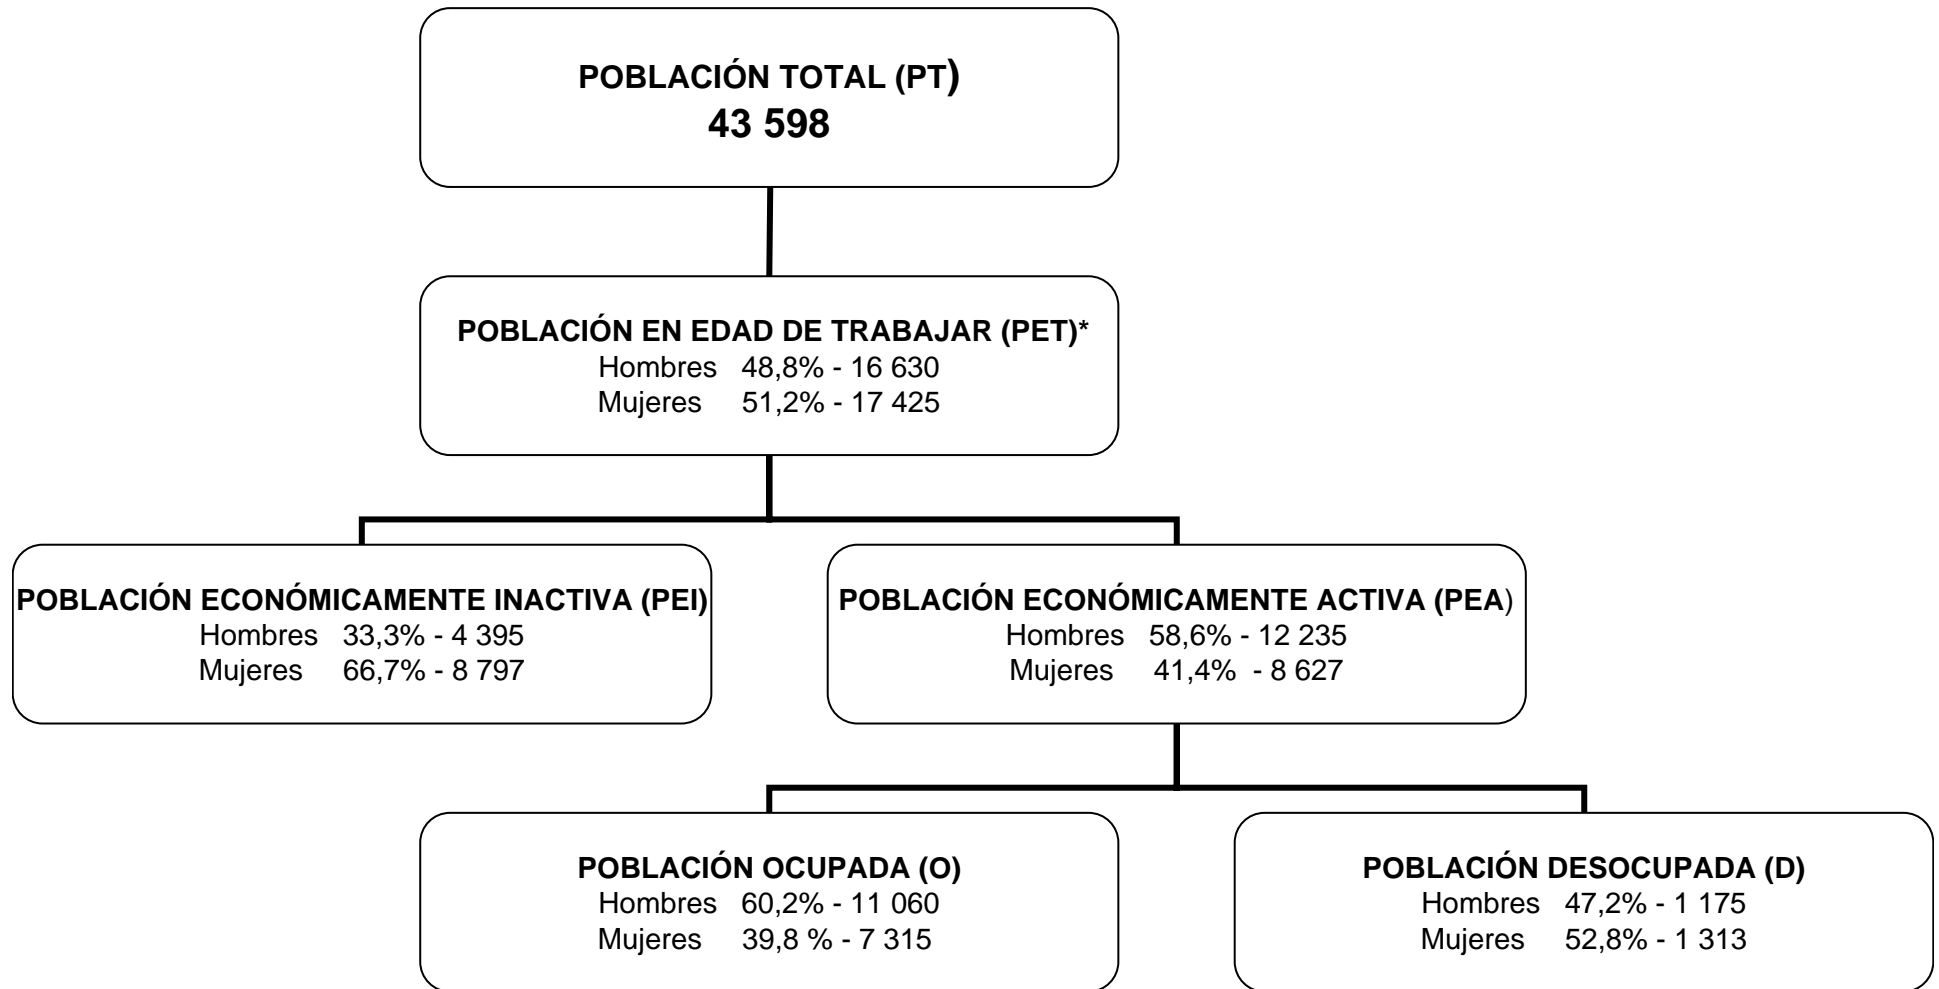 POBLACIÓN TOTAL (PT)
43 598
POBLACIÓN EN EDAD DE TRABAJAR (PET)*
Hombres 48,8% - 16 630
Mujeres 51,2% - 17 425
POBLACIÓN ECONÓMICAMENTE INACTIVA (PEI)
Hombres 33,3% - 4 395
Mujeres 66,7% - 8 797
POBLACIÓN ECONÓMICAMENTE ACTIVA (PEA)
Hombres 58,6% - 12 235
Mujeres 41,4% - 8 627
POBLACIÓN OCUPADA (O)
Hombres 60,2% - 11 060
Mujeres 39,8 % - 7 315
POBLACIÓN DESOCUPADA (D)
Hombres 47,2% - 1 175
Mujeres 52,8% - 1 313